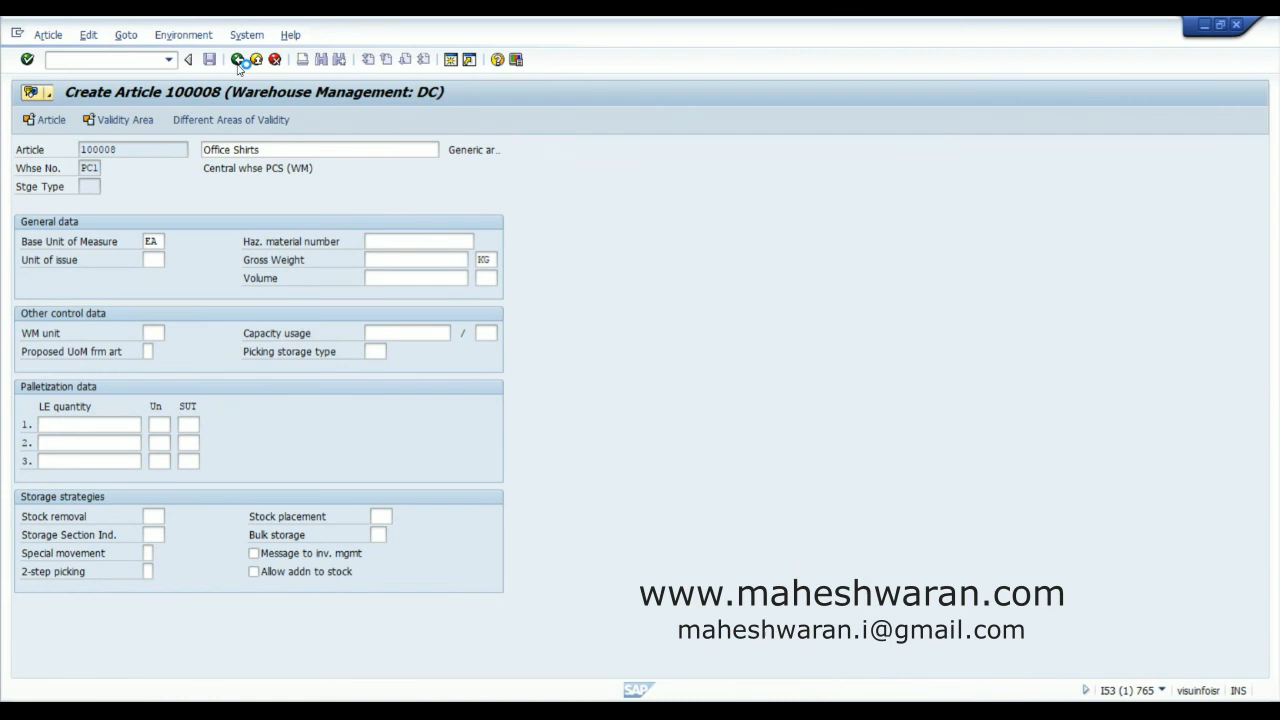 Article Edit Goto Environment System Help
Create Article 100008 (Warehouse Management: DC)
Article Validity Area Different Areas of Validity
Article 100008 Office Shirts Generic ar..
Whse No. PC1 Central whse PCS (WM)
Stge Type
General data
Base Unit of Measure EA Haz. material number
Unit of issue Gross Weight KG
Volume
Other control data
WM unit Capacity usage /
Proposed UoM frm art Picking storage type
Palletization data
LE quantity Un SUT
1.
2.
3.
Storage strategies
Stock removal Stock placement
Storage Section Ind. Bulk storage
Special movement Message to inv. mgmt
2-step picking Allow addn to stock
www.maheshwaran.com
maheshwaran.i@gmail.com
SAP I53 (1) 765 visuinfoisr INS